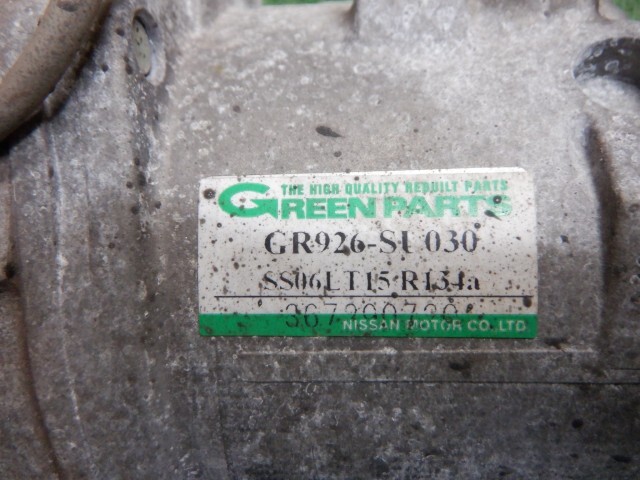 THE HIGH QUALITY REBUILT PARTS
GREEN PARTS
GR926-SU030
SS06LT15 R134a
NISSAN MOTOR CO.,LTD.